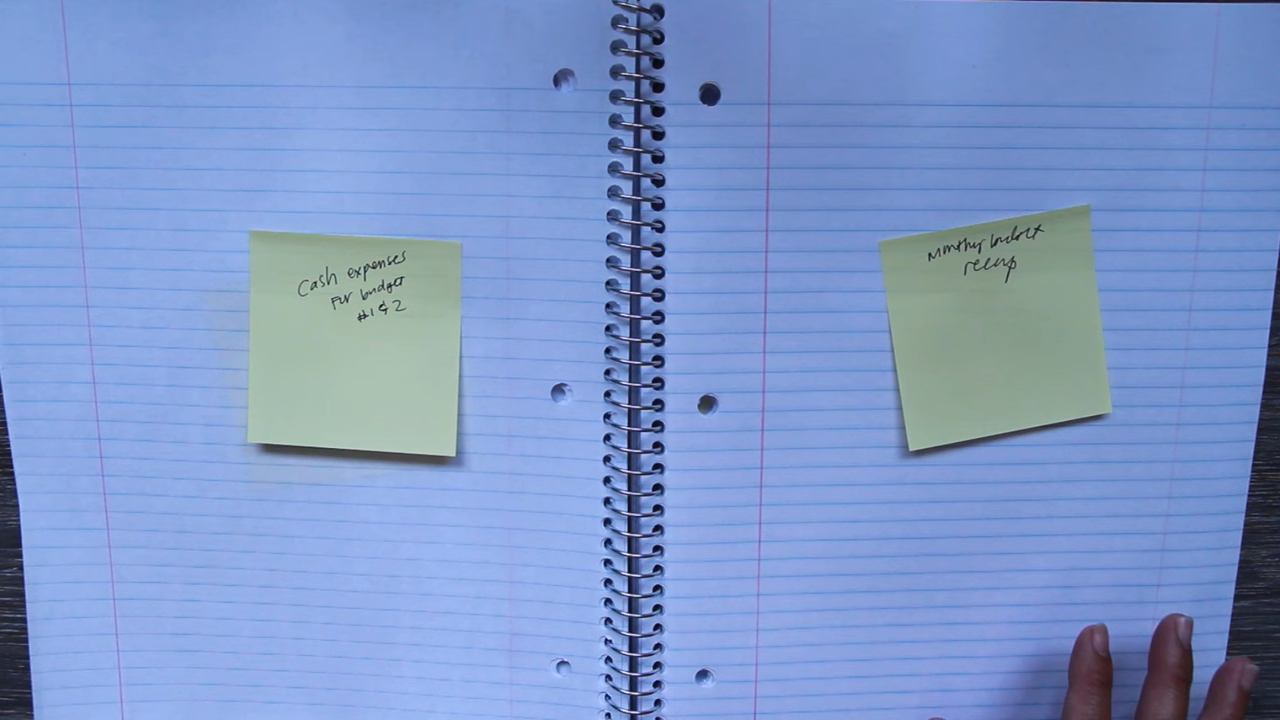 Cash expenses
For budget
#1 & 2
Monthly budget
recap